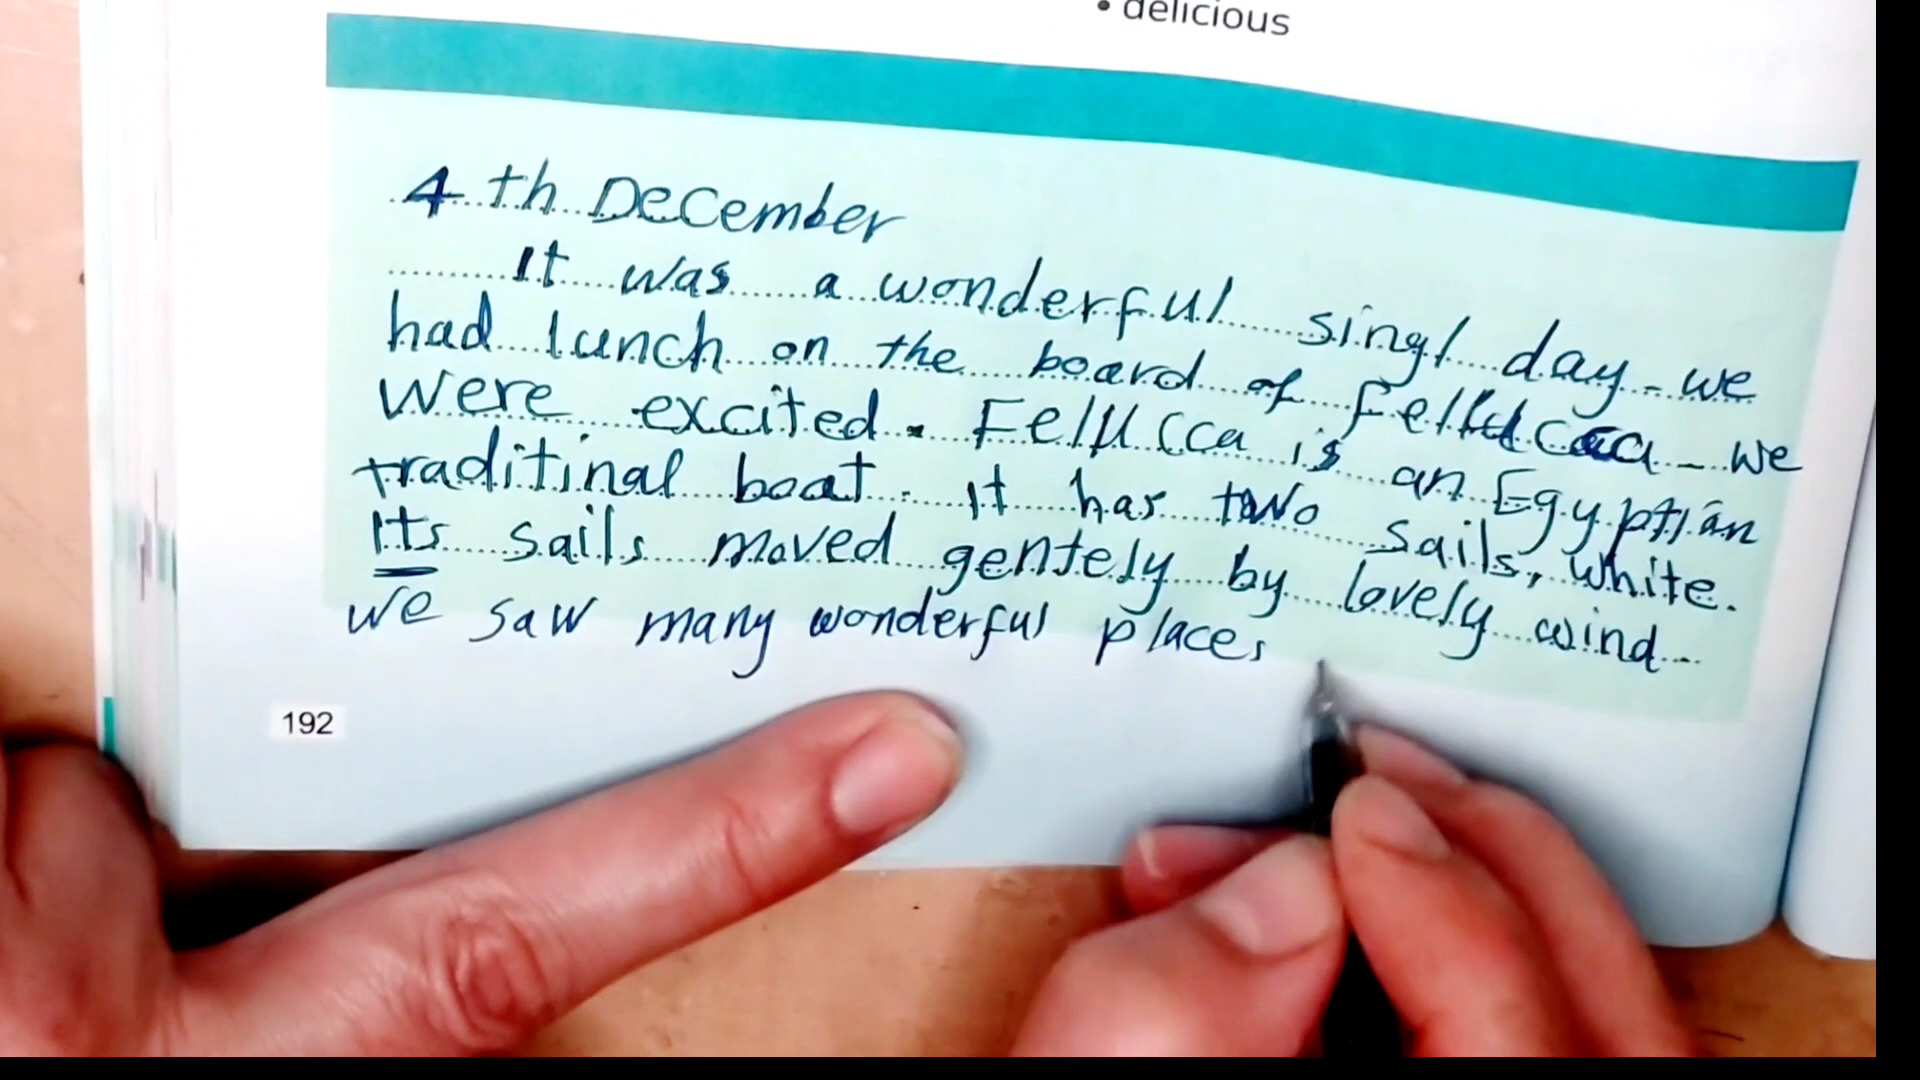 • delicious
4 th December
It was a wonderful singl day - we
had lunch on the board of Fellucca - we
were excited. Fellucca is an Egyptian
traditinal boat. It has two sails, white.
Its sails moved gentely by lovely wind
we saw many wonderful places
192